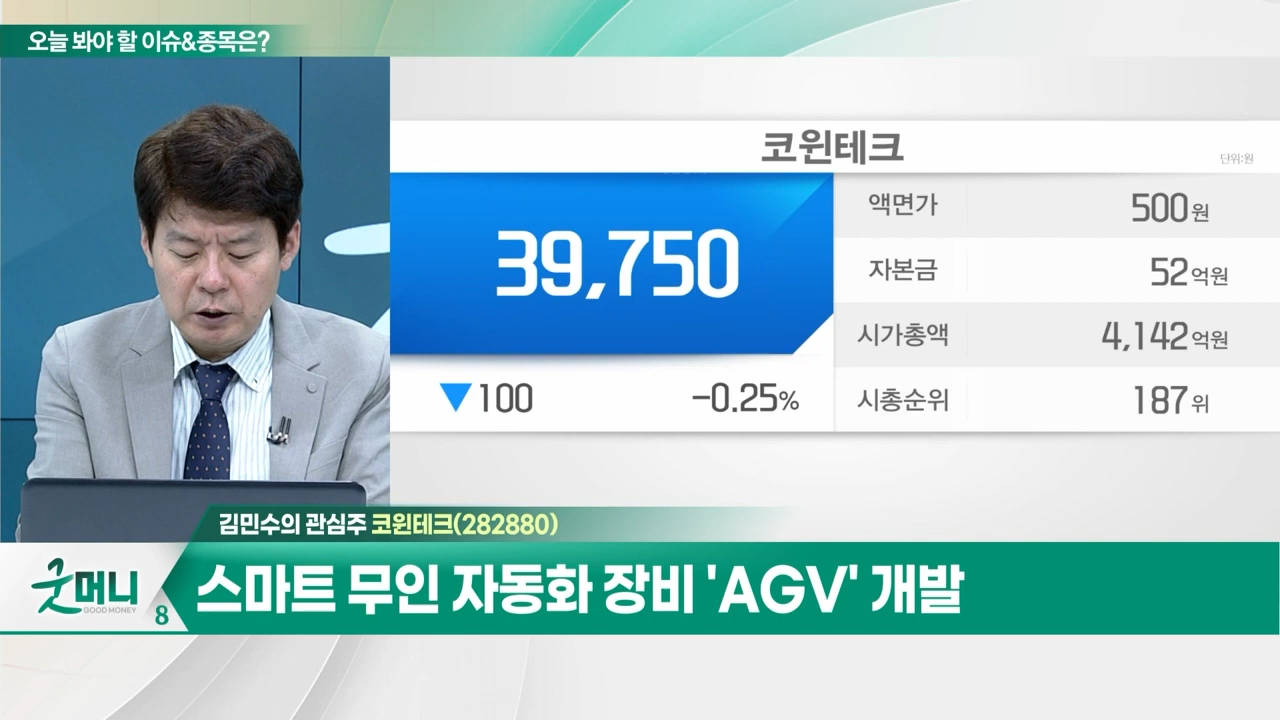 오늘 봐야 할 이슈&종목은?
코윈테크
단위:원
39,750
▼100 -0.25%
액면가 500원
자본금 52억원
시가총액 4,142억원
시총순위 187위
김민수의 관심주 코윈테크(282880)
스마트 무인 자동화 장비 'AGV' 개발
굿머니
GOOD MONEY
8